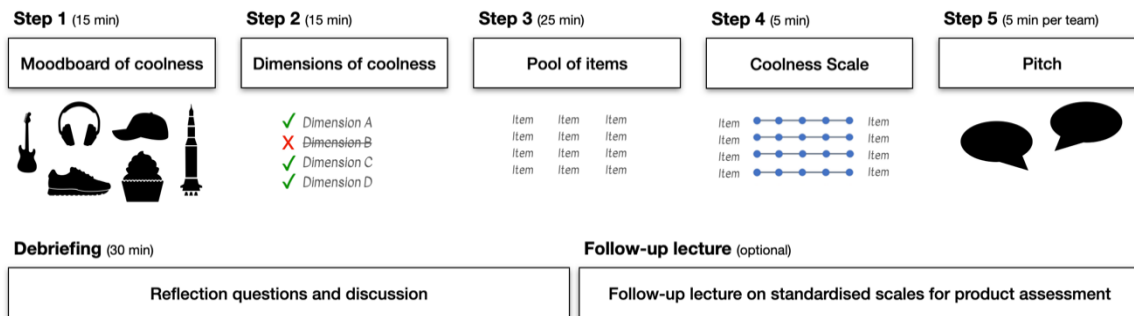 Step 1 (15 min)
Step 2 (15 min)
Step 3 (25 min)
Step 4 (5 min)
Step 5 (5 min per team)
Moodboard of coolness
Dimensions of coolness
Pool of items
Coolness Scale
Pitch
Dimension A
Dimension B
Dimension C
Dimension D
Item Item Item
Item Item Item
Item Item Item
Item Item Item
Item Item
Item Item
Item Item
Item Item
Debriefing (30 min)
Follow-up lecture (optional)
Reflection questions and discussion
Follow-up lecture on standardised scales for product assessment